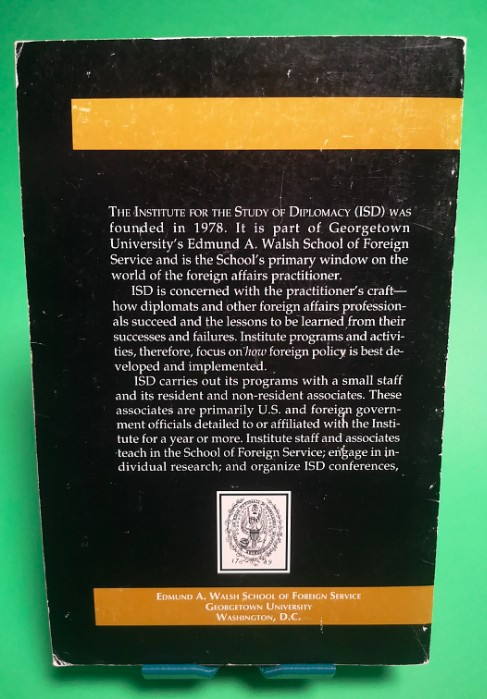 THE INSTITUTE FOR THE STUDY OF DIPLOMACY (ISD) WAS
founded in 1978. It is part of Georgetown
University's Edmund A. Walsh School of Foreign
Service and is the School's primary window on the
world of the foreign affairs practitioner.
ISD is concerned with the practitioner's craft—
how diplomats and other foreign affairs profession-
als succeed and the lessons to be learned from their
successes and failures. Institute programs and activi-
ties, therefore, focus on how foreign policy is best de-
veloped and implemented.
ISD carries out its programs with a small staff
and its resident and non-resident associates. These
associates are primarily U.S. and foreign govern-
ment officials detailed to or affiliated with the Insti-
tute for a year or more. Institute staff and associates
teach in the School of Foreign Service; engage in in-
dividual research; and organize ISD conferences,
17 89
EDMUND A. WALSH SCHOOL OF FOREIGN SERVICE
GEORGETOWN UNIVERSITY
WASHINGTON, D.C.